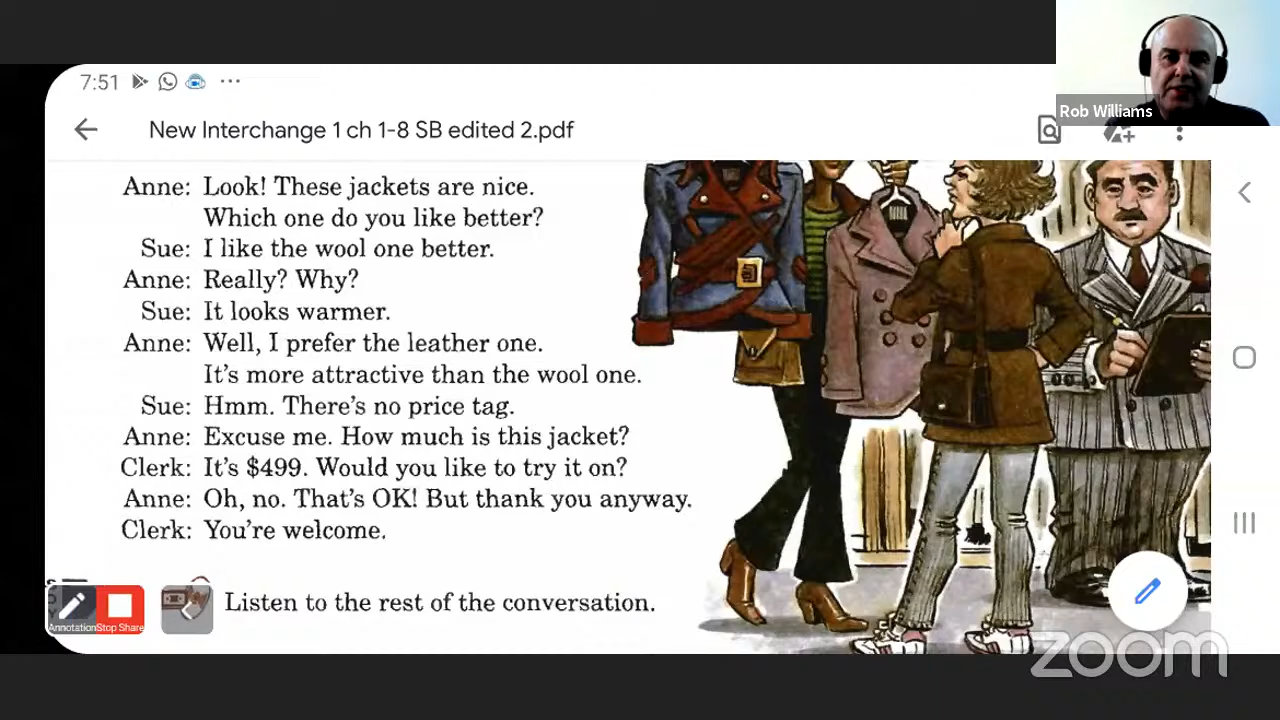 Rob Williams
7:51
New Interchange 1 ch 1-8 SB edited 2.pdf
Anne: Look! These jackets are nice.
Which one do you like better?
Sue: I like the wool one better.
Anne: Really? Why?
Sue: It looks warmer.
Anne: Well, I prefer the leather one.
It's more attractive than the wool one.
Sue: Hmm. There's no price tag.
Anne: Excuse me. How much is this jacket?
Clerk: It's $499. Would you like to try it on?
Anne: Oh, no. That's OK! But thank you anyway.
Clerk: You're welcome.
Annotation Stop Share
Listen to the rest of the conversation.
zoom